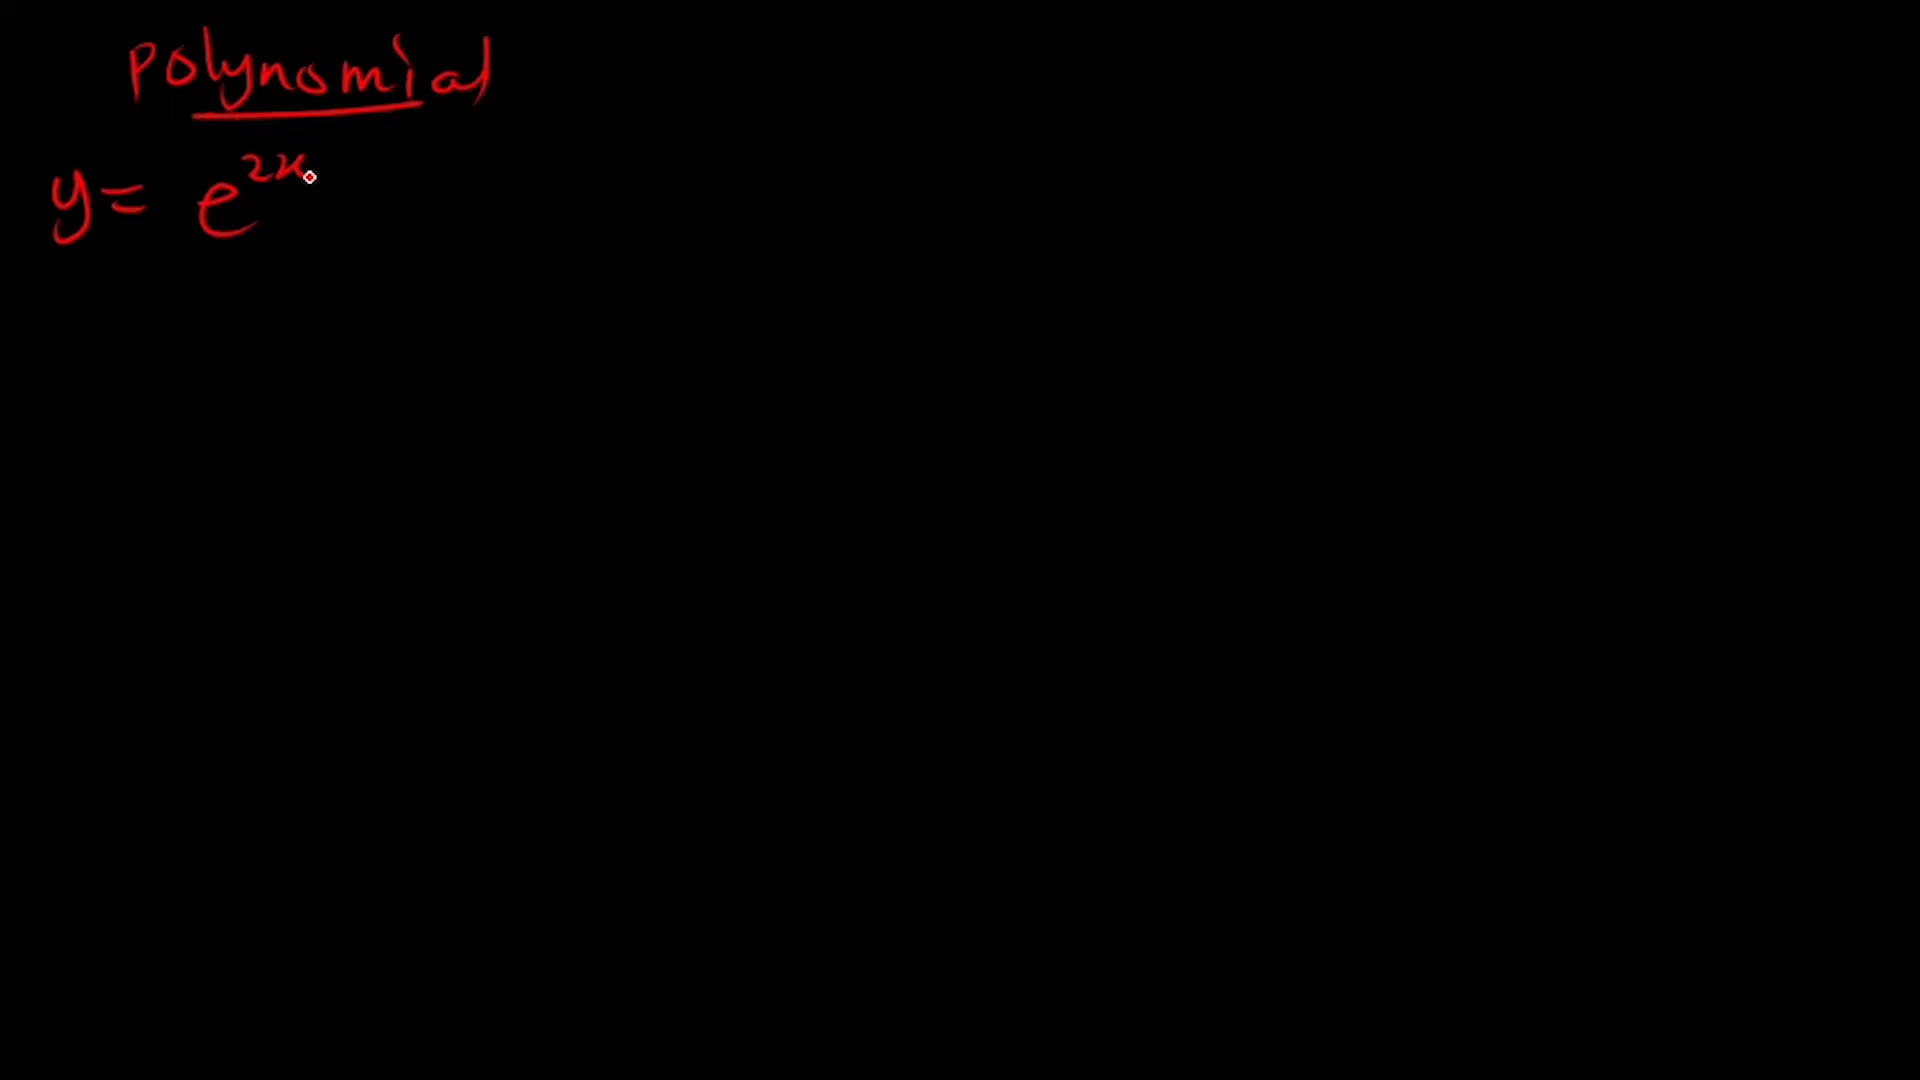 Polynomial
y = e^{2x}